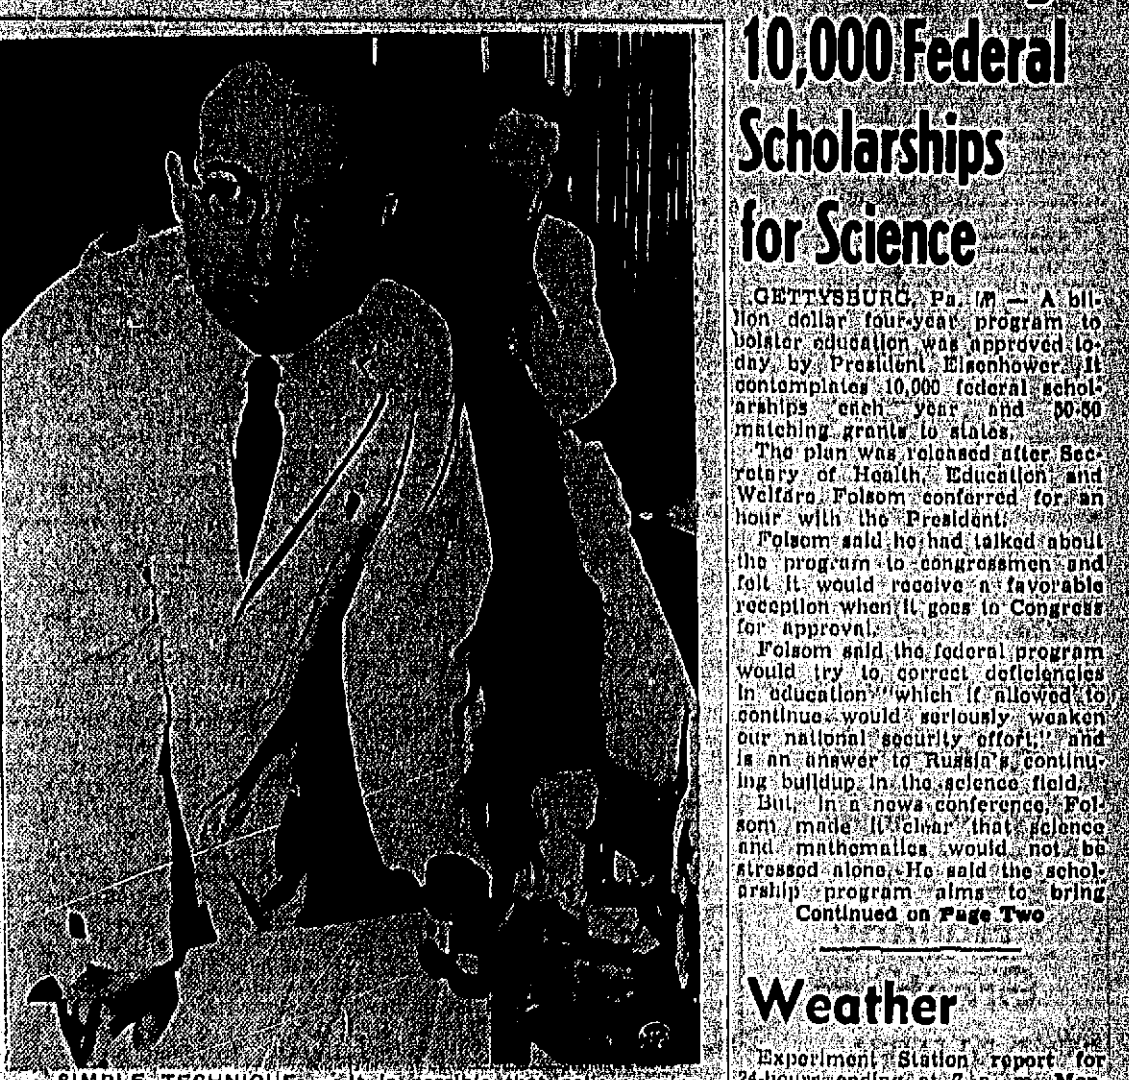 10,000 Federal
Scholarships
for Science
GETTYSBURG, Pa. (AP) — A bil-
lion dollar four-year program to
bolster education was approved to-
day by President Eisenhower. It
contemplates 10,000 federal schol-
arships each year and 50-50
matching grants to states.
The plan was released after Sec-
retary of Health, Education and
Welfare Folsom conferred for an
hour with the President.
Folsom said he had talked about
the program to congressmen and
felt it would receive a favorable
reception when it goes to Congress
for approval.
Folsom said the federal program
would try to correct deficiencies
in education "which if allowed to
continue would seriously weaken
our national security effort," and
is an answer to Russia's continu-
ing buildup in the science field.
But, in a news conference, Fol-
som made it clear that science
and mathematics would not be
stressed alone. He said the schol-
arship program aims to bring
Continued on Page Two
Weather
Experiment Station report for
SIMPLE TECHNIQUE